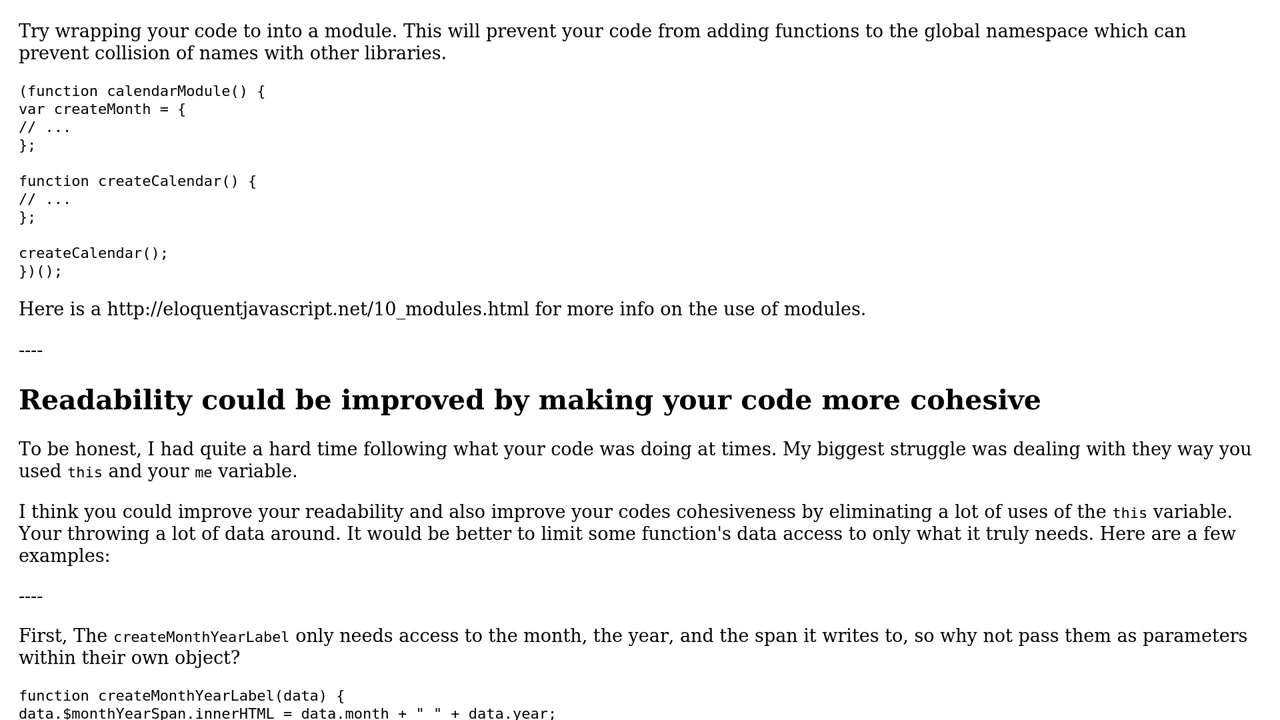 Try wrapping your code to into a module. This will prevent your code from adding functions to the global namespace which can
prevent collision of names with other libraries.
(function calendarModule() {
var createMonth = {
// ...
};
function createCalendar() {
// ...
};
createCalendar();
})();
Here is a http://eloquentjavascript.net/10_modules.html for more info on the use of modules.
----
Readability could be improved by making your code more cohesive
To be honest, I had quite a hard time following what your code was doing at times. My biggest struggle was dealing with they way you
used this and your me variable.
I think you could improve your readability and also improve your codes cohesiveness by eliminating a lot of uses of the this variable.
Your throwing a lot of data around. It would be better to limit some function's data access to only what it truly needs. Here are a few
examples:
----
First, The createMonthYearLabel only needs access to the month, the year, and the span it writes to, so why not pass them as parameters
within their own object?
function createMonthYearLabel(data) {
data.$monthYearSpan.innerHTML = data.month + " " + data.year;